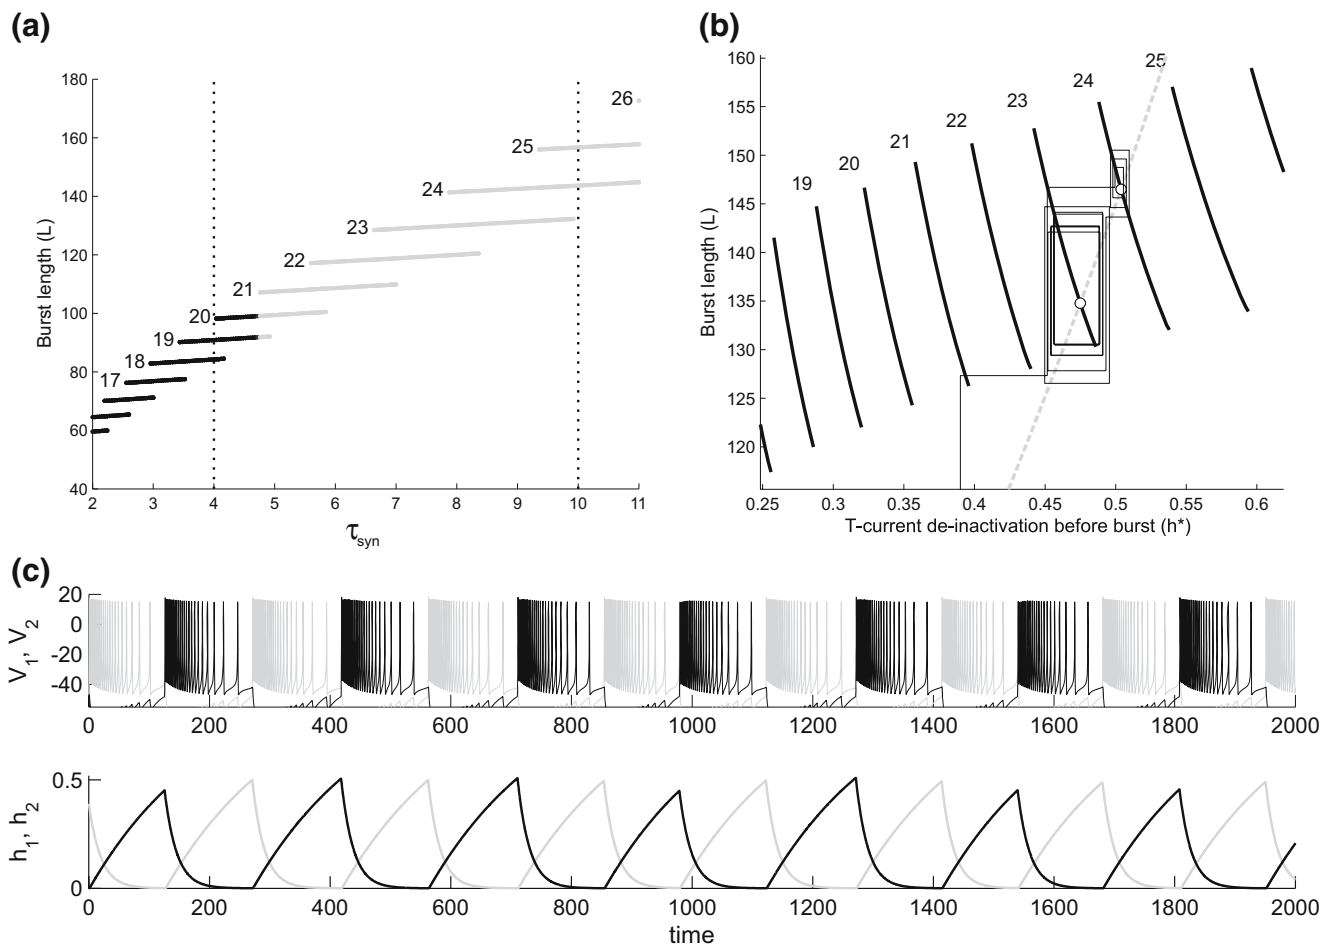 (a)
180
160
140
120
100
80
60
40
Burst length (L)
26
25
24
23
22
21
20
19
18
17
2 3 4 5 6 7 8 9 10 11
τsyn
(b)
160
155
150
145
140
135
130
125
120
Burst length (L)
19
20
21
22
23
24
25
0.25 0.3 0.35 0.4 0.45 0.5 0.55 0.6
T-current de-inactivation before burst (h*)
(c)
20
0
-20
-40
V1, V2
0 200 400 600 800 1000 1200 1400 1600 1800 2000
0.5
0
h1, h2
0 200 400 600 800 1000 1200 1400 1600 1800 2000
time